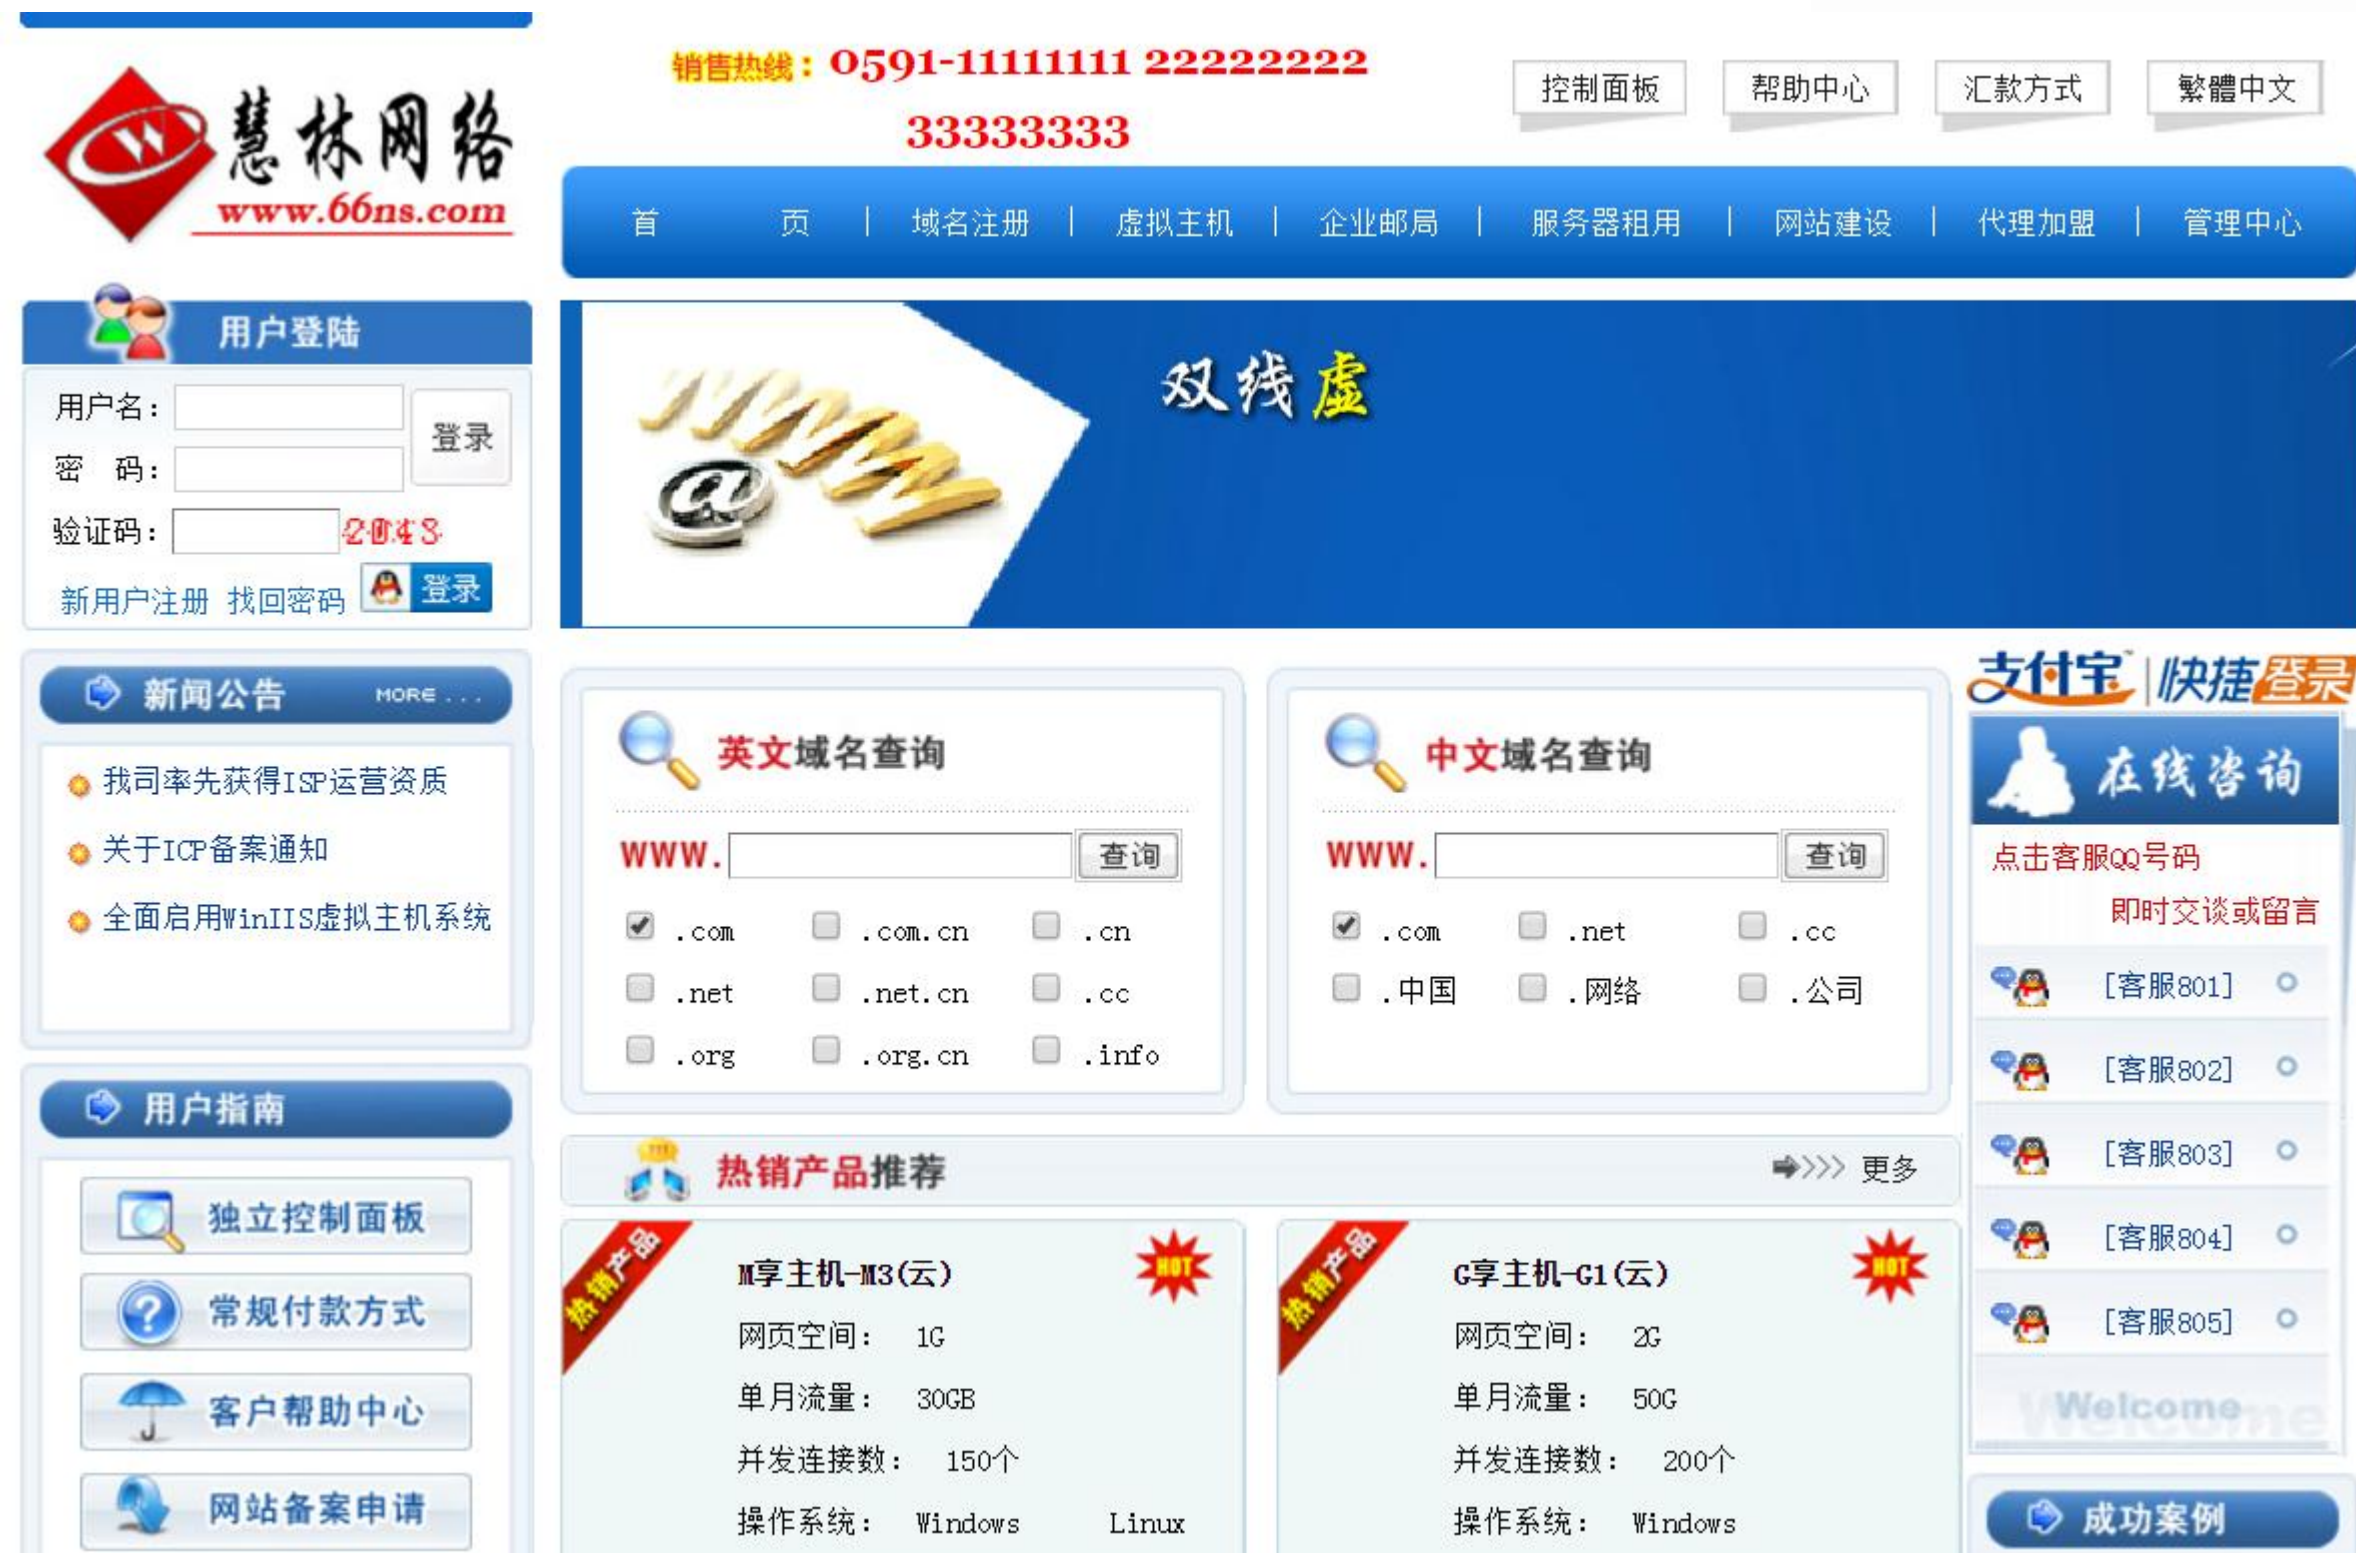 慧林网络
www.66ns.com
销售热线：0591-11111111 22222222
33333333
控制面板 帮助中心 汇款方式 繁體中文
首 页 | 域名注册 | 虚拟主机 | 企业邮局 | 服务器租用 | 网站建设 | 代理加盟 | 管理中心
用户登陆
用户名：
密 码：
登录
验证码：
新用户注册 找回密码 登录
双线虚
新闻公告 MORE ...
我司率先获得ISP运营资质
关于ICP备案通知
全面启用WinIIS虚拟主机系统
用户指南
独立控制面板
常规付款方式
客户帮助中心
网站备案申请
英文域名查询
www. 查询
.com .com.cn .cn
.net .net.cn .cc
.org .org.cn .info
中文域名查询
www. 查询
.com .net .cc
.中国 .网络 .公司
热销产品推荐 >>>> 更多
热销产品
M享主机-M3(云)
HOT
网页空间： 1G
单月流量： 30GB
并发连接数： 150个
操作系统： Windows Linux
热销产品
G享主机-G1(云)
HOT
网页空间： 2G
单月流量： 50G
并发连接数： 200个
操作系统： Windows
支付宝 | 快捷登录
在线咨询
点击客服QQ号码
即时交谈或留言
[客服801]
[客服802]
[客服803]
[客服804]
[客服805]
Welcome
成功案例